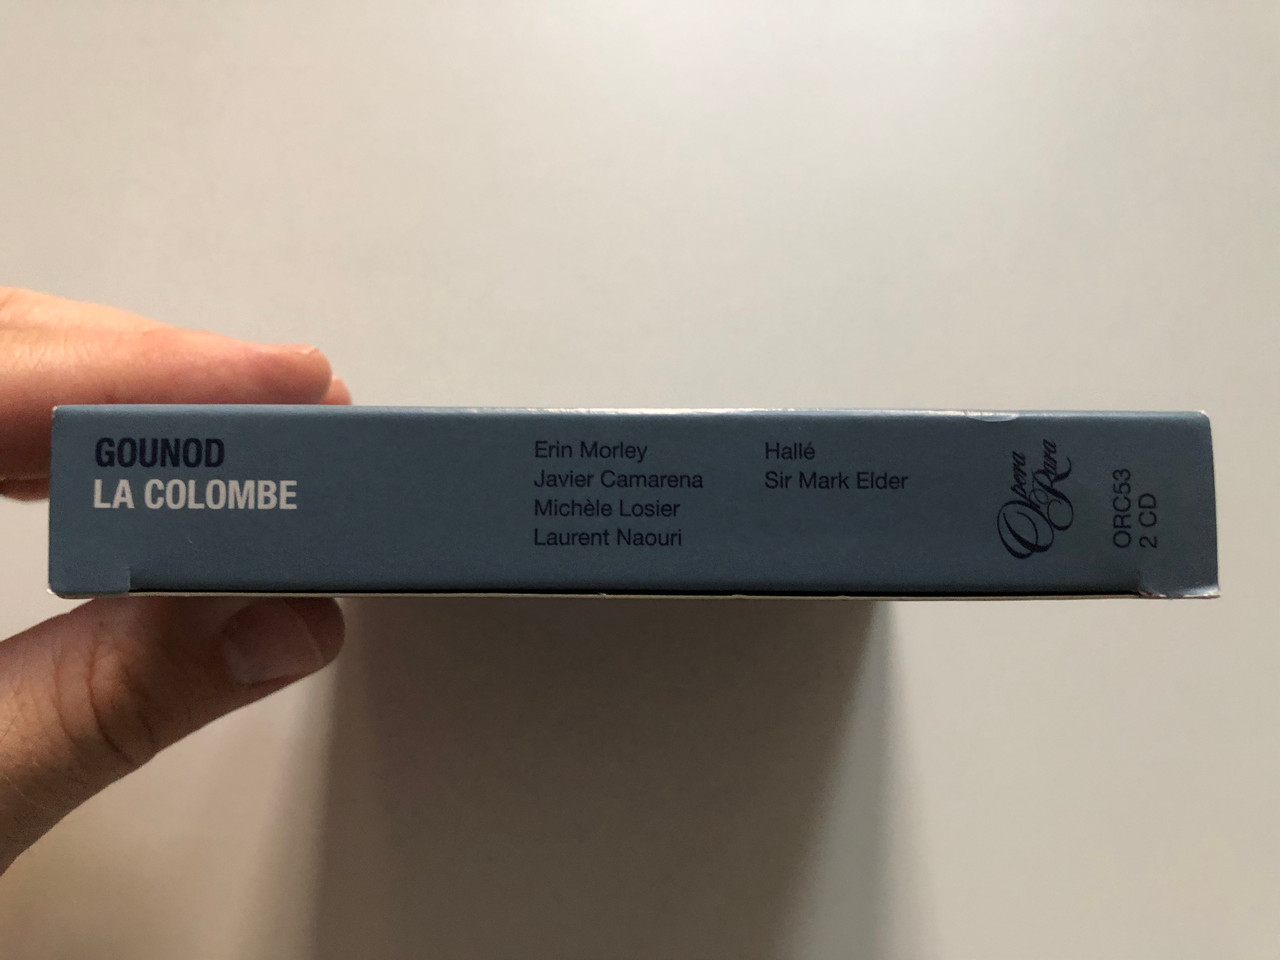 GOUNOD
LA COLOMBE
Erin Morley
Javier Camarena
Michèle Losier
Laurent Naouri
Hallé
Sir Mark Elder
Opera
Rara
ORC53
2 CD